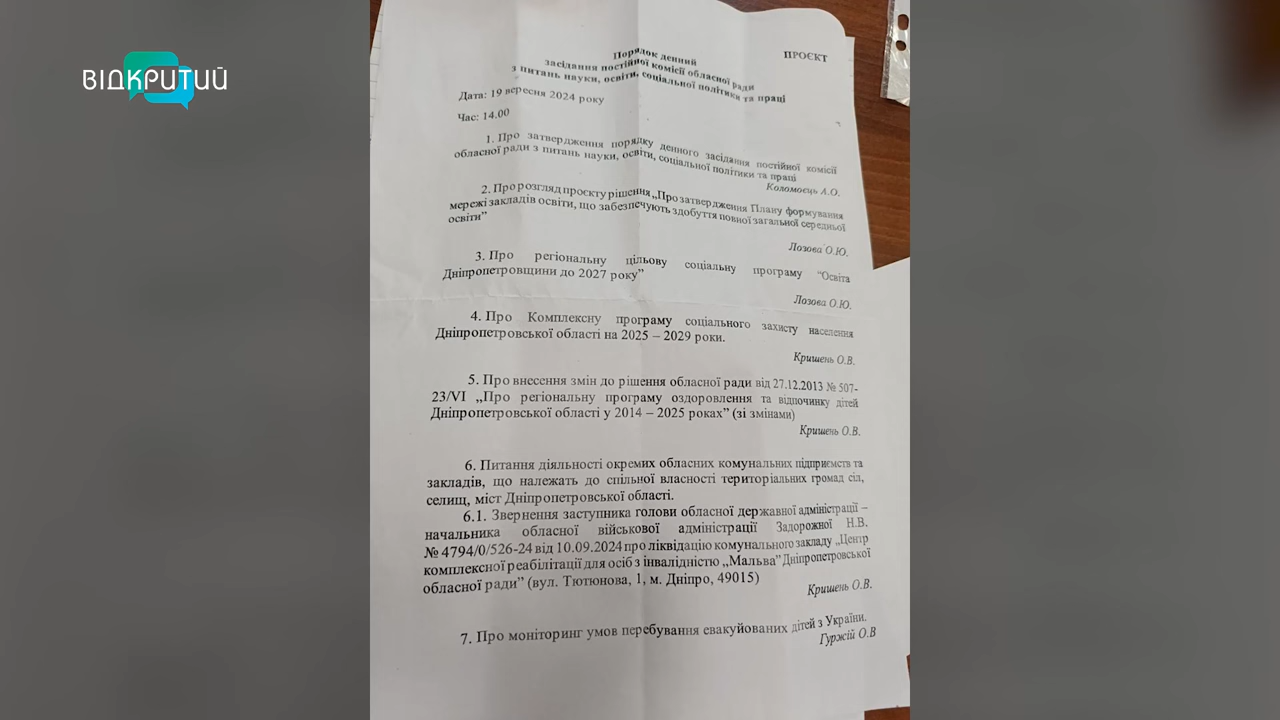 ВІДКРИТИЙ
ПРОЄКТ
Порядок денний
засідання постійної комісії обласної ради
з питань науки, освіти, соціальної політики та праці
Дата: 19 вересня 2024 року
Час: 14.00
1. Про затвердження порядку денного засідання постійної комісії
обласної ради з питань науки, освіти, соціальної політики та праці
Коломоєць А.О.
2. Про розгляд проєкту рішення „Про затвердження Плану формування
мережі закладів освіти, що забезпечують здобуття повної загальної середньої
освіти”
Лозова О.Ю.
3. Про регіональну цільову соціальну програму “Освіта
Дніпропетровщини до 2027 року”
Лозова О.Ю.
4. Про Комплексну програму соціального захисту населення
Дніпропетровської області на 2025 – 2029 роки.
Кришень О.В.
5. Про внесення змін до рішення обласної ради від 27.12.2013 № 507-
23/VI „Про регіональну програму оздоровлення та відпочинку дітей
Дніпропетровської області у 2014 – 2025 роках” (зі змінами)
Кришень О.В.
6. Питання діяльності окремих обласних комунальних підприємств та
закладів, що належать до спільної власності територіальних громад сіл,
селищ, міст Дніпропетровської області.
6.1. Звернення заступника голови обласної державної адміністрації –
начальника обласної військової адміністрації Задорожної Н.В.
№ 4794/0/526-24 від 10.09.2024 про ліквідацію комунального закладу „Центр
комплексної реабілітації для осіб з інвалідністю „Мальва” Дніпропетровської
обласної ради” (вул. Тютюнова, 1, м. Дніпро, 49015)
Кришень О.В.
7. Про моніторинг умов перебування евакуйованих дітей з України.
Гуржій О.В